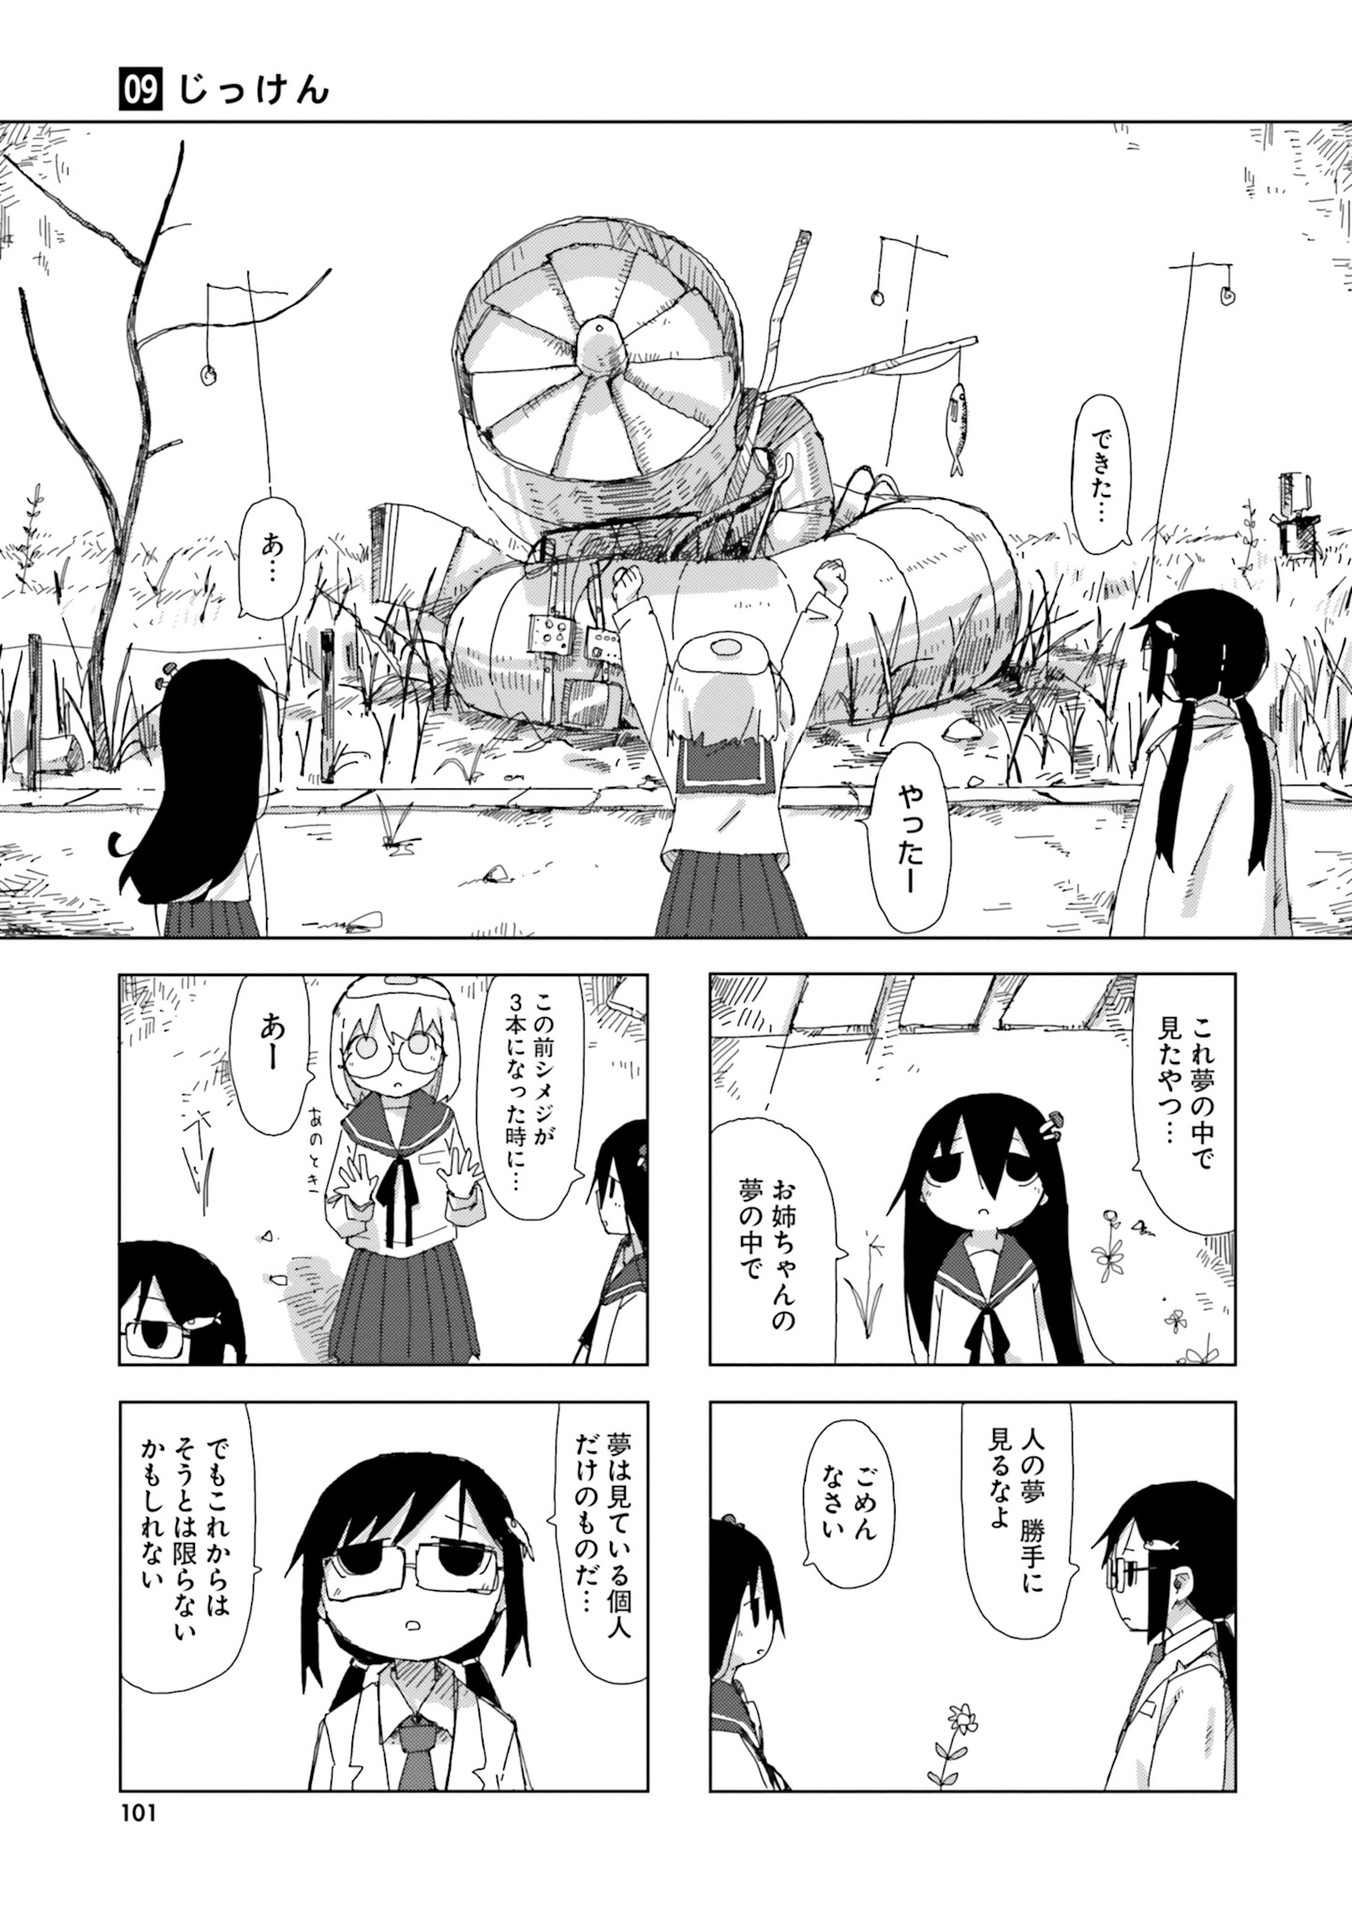 09 じっけん
できた…
やったー
あ…
これ夢の中で
見たやつ…
お姉ちゃんの
夢の中で
この前シメジが
3本になった時に…
あー
あのとき
人の夢 勝手に
見るなよ
ごめん
なさい
夢は見ている個人
だけのものだ…
でもこれからは
そうとは限らない
かもしれない
101